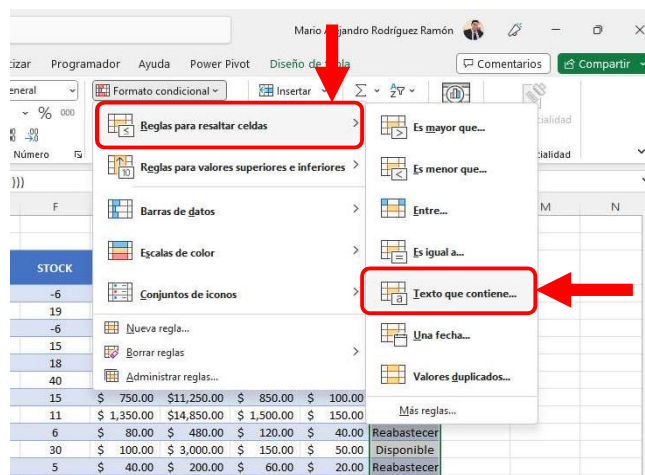 Mario Alejandro Rodríguez Ramón
Programador Ayuda Power Pivot Diseño de tabla Comentarios Compartir
Formato condicional Insertar
% 000
Número
)))
Reglas para resaltar celdas
Reglas para valores superiores e inferiores
Barras de datos
Escalas de color
Conjuntos de iconos
Nueva regla...
Borrar reglas
Administrar reglas...
Es mayor que...
Es menor que...
Entre...
Es igual a...
Texto que contiene...
Una fecha...
Valores duplicados...
Más reglas...
F M N
STOCK
-6
19
-6
15
18
40
15 $ 750.00 $11,250.00 $ 850.00 $ 100.00
11 $ 1,350.00 $14,850.00 $ 1,500.00 $ 150.00
6 $ 80.00 $ 480.00 $ 120.00 $ 40.00 Reabastecer
30 $ 100.00 $ 3,000.00 $ 150.00 $ 50.00 Disponible
5 $ 40.00 $ 200.00 $ 60.00 $ 20.00 Reabastecer